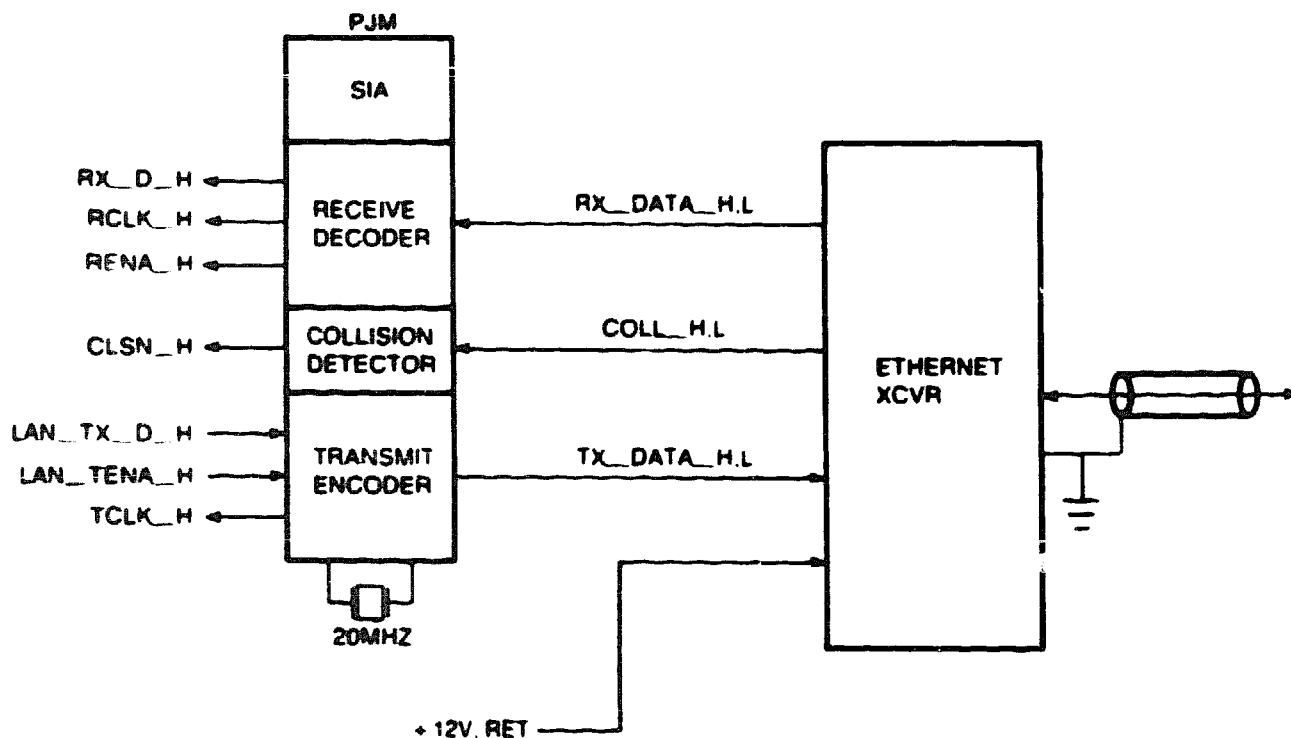 PJM
SIA
RX_D_H
RCLK_H
RENA_H
RECEIVE
DECODER
RX_DATA_H.L
CLSN_H
COLLISION
DETECTOR
COLL_H.L
ETHERNET
XCVR
LAN_TX_D_H
LAN_TENA_H
TCLK_H
TRANSMIT
ENCODER
TX_DATA_H.L
20MHZ
+ 12V, RET